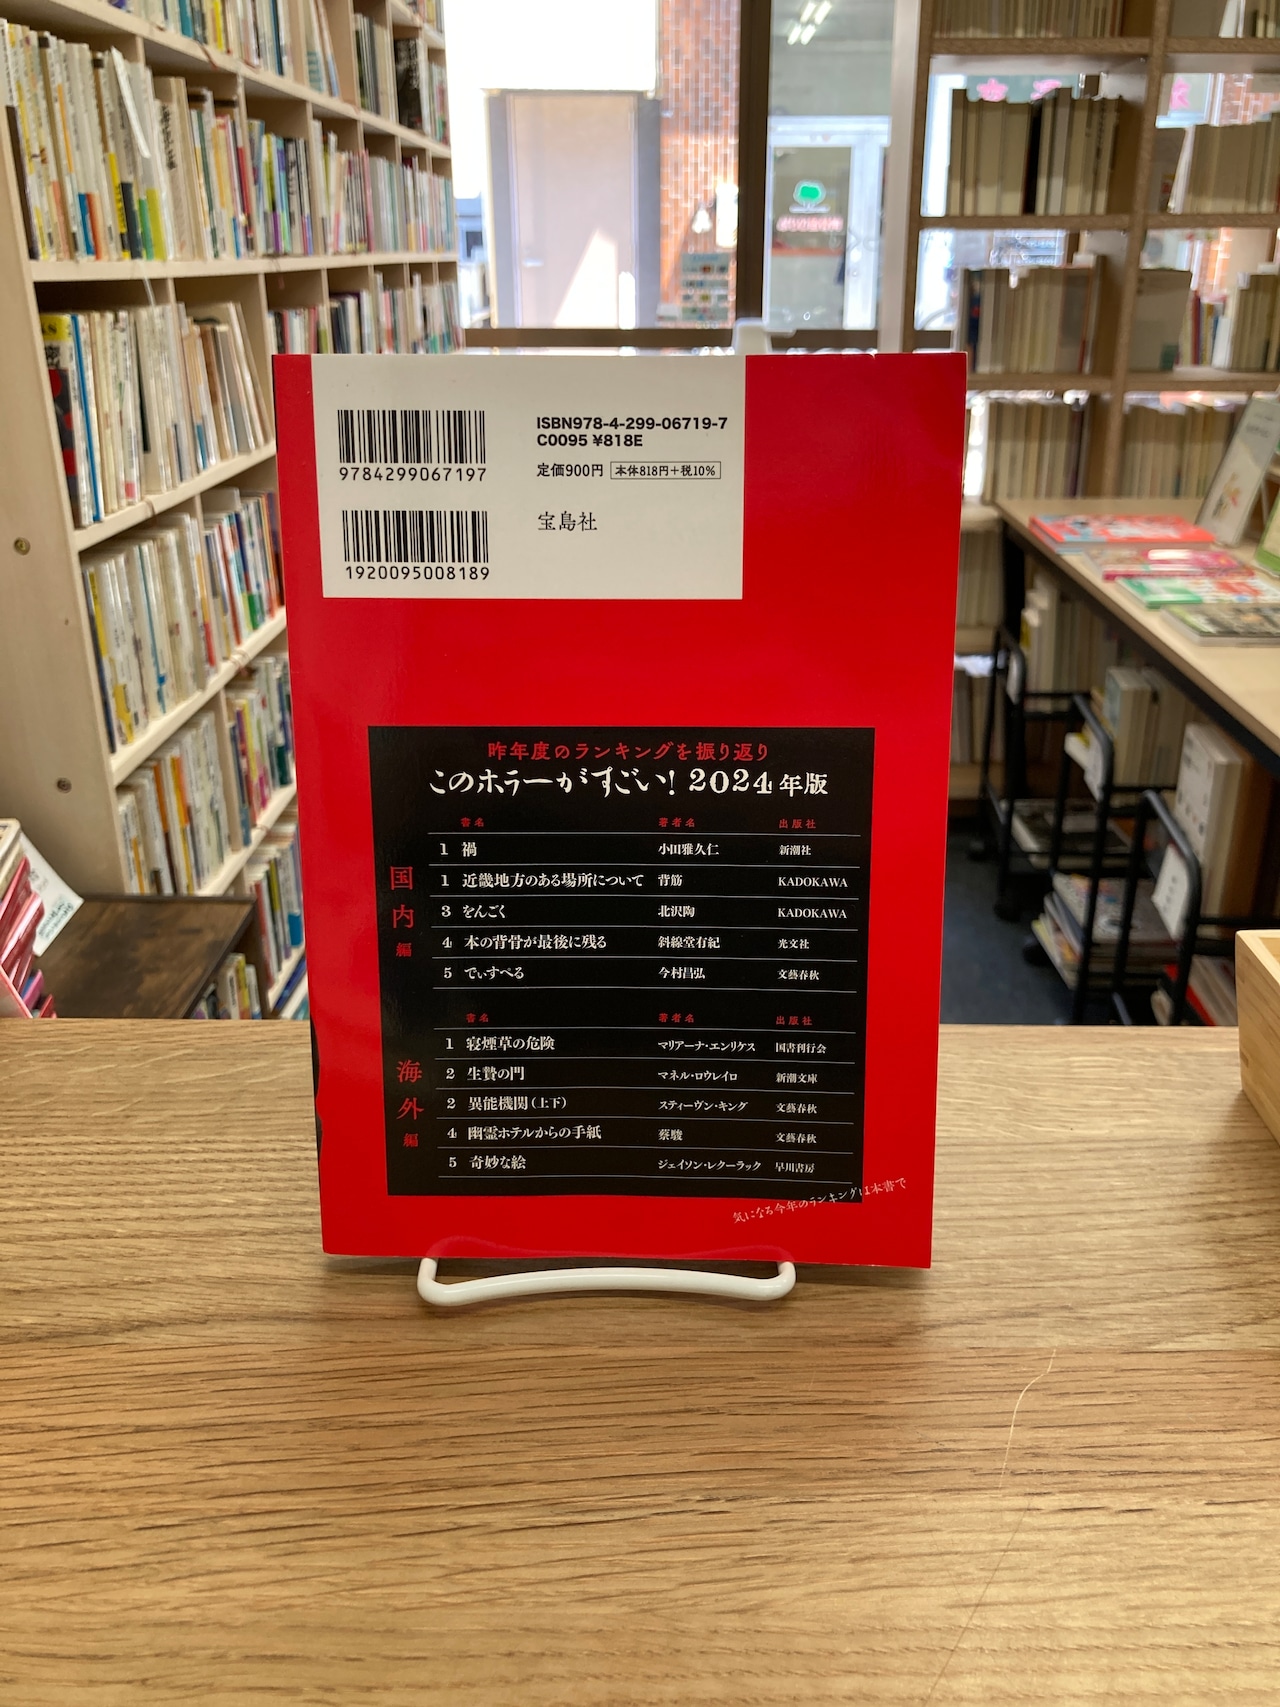 9784299067197
1920095008189
ISBN978-4-299-06719-7
C0095 ¥818E
定価900円 本体818円+税10%
宝島社
昨年度のランキングを振り返り
このホラーがすごい!2024年版
国内編
書名 著者名 出版社
1 禍 小田雅久仁 新潮社
1 近畿地方のある場所について 背筋 KADOKAWA
3 をんごく 北沢陶 KADOKAWA
4 本の背骨が最後に残る 斜線堂有紀 光文社
5 でぃすぺる 今村昌弘 文藝春秋
海外編
書名 著者名 出版社
1 寝煙草の危険 マリアーナ・エンリケス 国書刊行会
2 生贄の門 マネル・ロウレイロ 新潮文庫
2 異能機関(上下) スティーヴン・キング 文藝春秋
4 幽霊ホテルからの手紙 蔡駿 文藝春秋
5 奇妙な絵 ジェイソン・レクーラック 早川書房
気になる今年のランキングは本書で